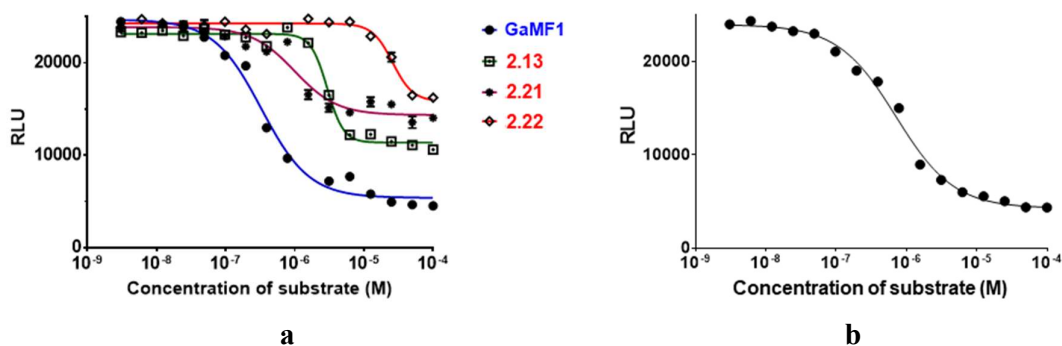 20000
10000
0
RLU
10⁻⁹ 10⁻⁸ 10⁻⁷ 10⁻⁶ 10⁻⁵ 10⁻⁴
Concentration of substrate (M)
GaMF1
2.13
2.21
2.22
a
20000
10000
0
RLU
10⁻⁹ 10⁻⁸ 10⁻⁷ 10⁻⁶ 10⁻⁵ 10⁻⁴
Concentration of substrate (M)
b